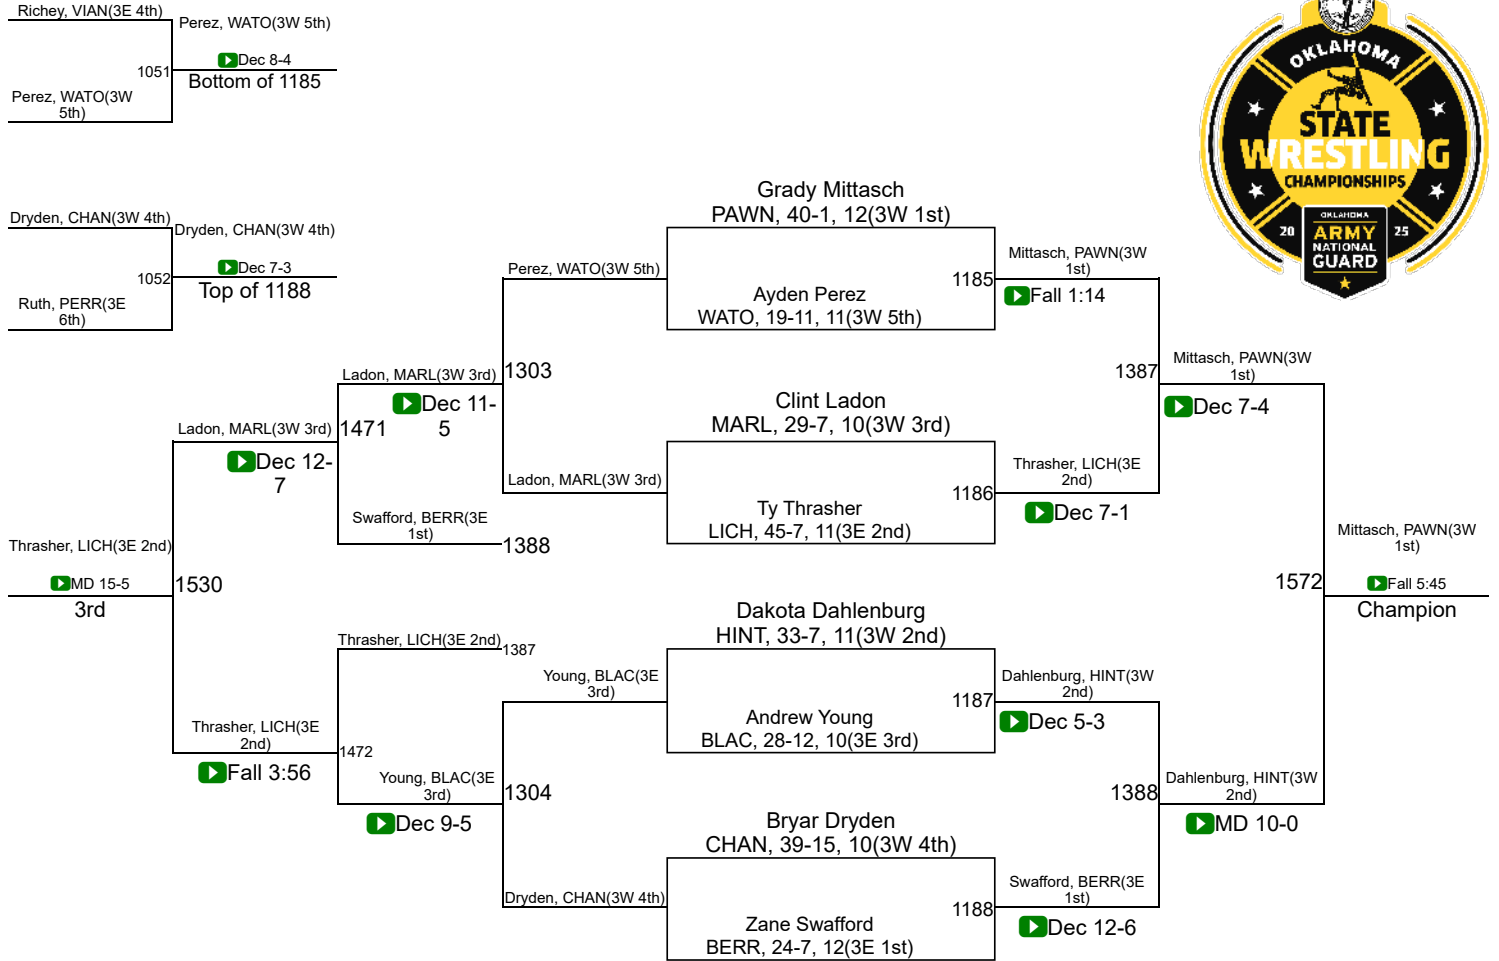 Richey, VIAN(3E 4th)
Perez, WATO(3W 5th)
Dec 8-4
1051
Bottom of 1185
Perez, WATO(3W
5th)
OKLAHOMA
STATE
WRESTLING
CHAMPIONSHIPS
20
25
OKLAHOMA
ARMY
NATIONAL
GUARD
Dryden, CHAN(3W 4th)
Dryden, CHAN(3W 4th)
Dec 7-3
1052
Top of 1188
Ruth, PERR(3E
6th)
Grady Mittasch
PAWN, 40-1, 12(3W 1st)
Perez, WATO(3W 5th)
1185
Ayden Perez
WATO, 19-11, 11(3W 5th)
Mittasch, PAWN(3W
1st)
Fall 1:14
Ladon, MARL(3W 3rd)
1303
Dec 11-
5
1387
Mittasch, PAWN(3W
1st)
Dec 7-4
Clint Ladon
MARL, 29-7, 10(3W 3rd)
Ladon, MARL(3W 3rd)
1471
Dec 12-
7
Ladon, MARL(3W 3rd)
1186
Ty Thrasher
LICH, 45-7, 11(3E 2nd)
Thrasher, LICH(3E
2nd)
Dec 7-1
Swafford, BERR(3E
1st)
1388
Thrasher, LICH(3E 2nd)
MD 15-5
1530
3rd
Mittasch, PAWN(3W
1st)
1572
Fall 5:45
Champion
Dakota Dahlenburg
HINT, 33-7, 11(3W 2nd)
Thrasher, LICH(3E 2nd)
1387
Young, BLAC(3E
3rd)
1187
Andrew Young
BLAC, 28-12, 10(3E 3rd)
Dahlenburg, HINT(3W
2nd)
Dec 5-3
Thrasher, LICH(3E
2nd)
1472
Fall 3:56
Young, BLAC(3E
3rd)
1304
Dec 9-5
1388
Dahlenburg, HINT(3W
2nd)
MD 10-0
Bryar Dryden
CHAN, 39-15, 10(3W 4th)
Dryden, CHAN(3W 4th)
1188
Zane Swafford
BERR, 24-7, 12(3E 1st)
Swafford, BERR(3E
1st)
Dec 12-6